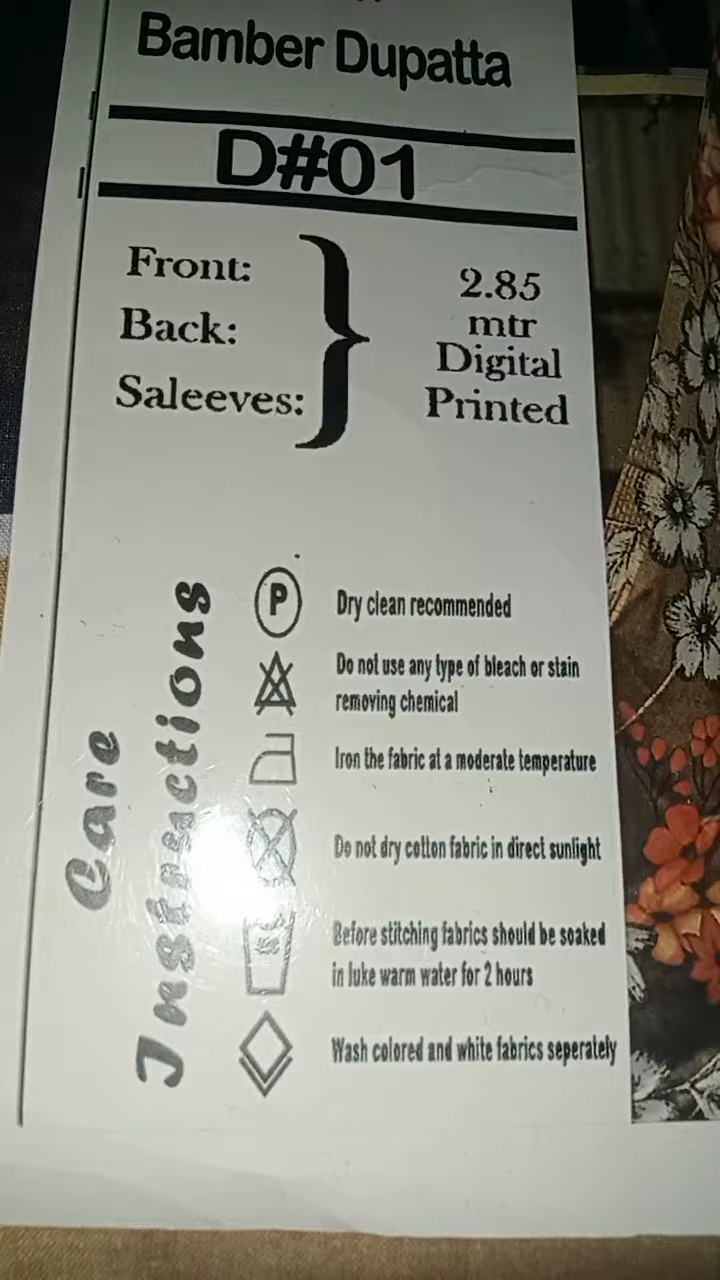 Bamber Dupatta
D#01
Front:
Back:
Saleeves:
2.85
mtr
Digital
Printed
Care
Instructions
P
Dry clean recommended
Do not use any type of bleach or stain
removing chemical
Iron the fabric at a moderate temperature
Do not dry cotton fabric in direct sunlight
Before stitching fabrics should be soaked
in luke warm water for 2 hours
Wash colored and white fabrics seperately